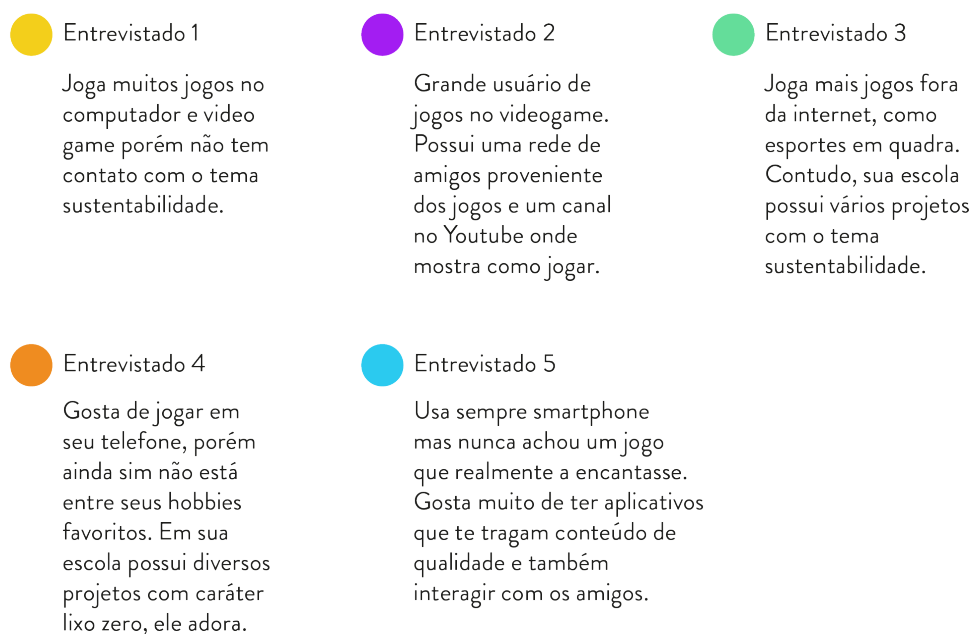 Entrevistado 1
Joga muitos jogos no
computador e video
game porém não tem
contato com o tema
sustentabilidade.
Entrevistado 2
Grande usuário de
jogos no videogame.
Possui uma rede de
amigos proveniente
dos jogos e um canal
no Youtube onde
mostra como jogar.
Entrevistado 3
Joga mais jogos fora
da internet, como
esportes em quadra.
Contudo, sua escola
possui vários projetos
com o tema
sustentabilidade.
Entrevistado 4
Gosta de jogar em
seu telefone, porém
ainda sim não está
entre seus hobbies
favoritos. Em sua
escola possui diversos
projetos com caráter
lixo zero, ele adora.
Entrevistado 5
Usa sempre smartphone
mas nunca achou um jogo
que realmente a encantasse.
Gosta muito de ter aplicativos
que te tragam conteúdo de
qualidade e também
interagir com os amigos.